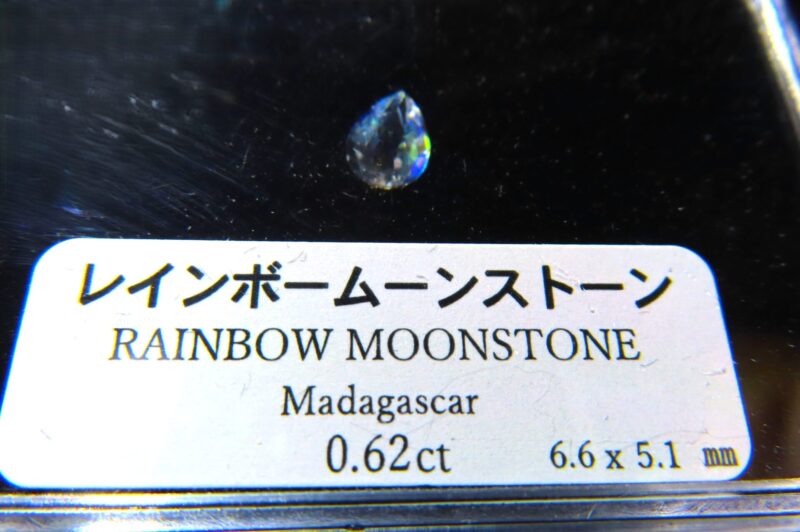 レインボームーンストーン
RAINBOW MOONSTONE
Madagascar
0.62ct 6.6 x 5.1 mm